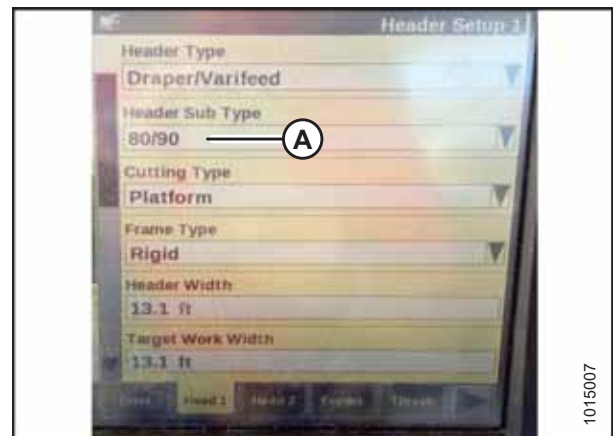 Header Setup 1
Header Type
Draper/Varifeed
Header Sub Type
80/90
A
Cutting Type
Platform
Frame Type
Rigid
Header Width
13.1 ft
Target Work Width
13.1 ft
Head 1 Head 2
1015007